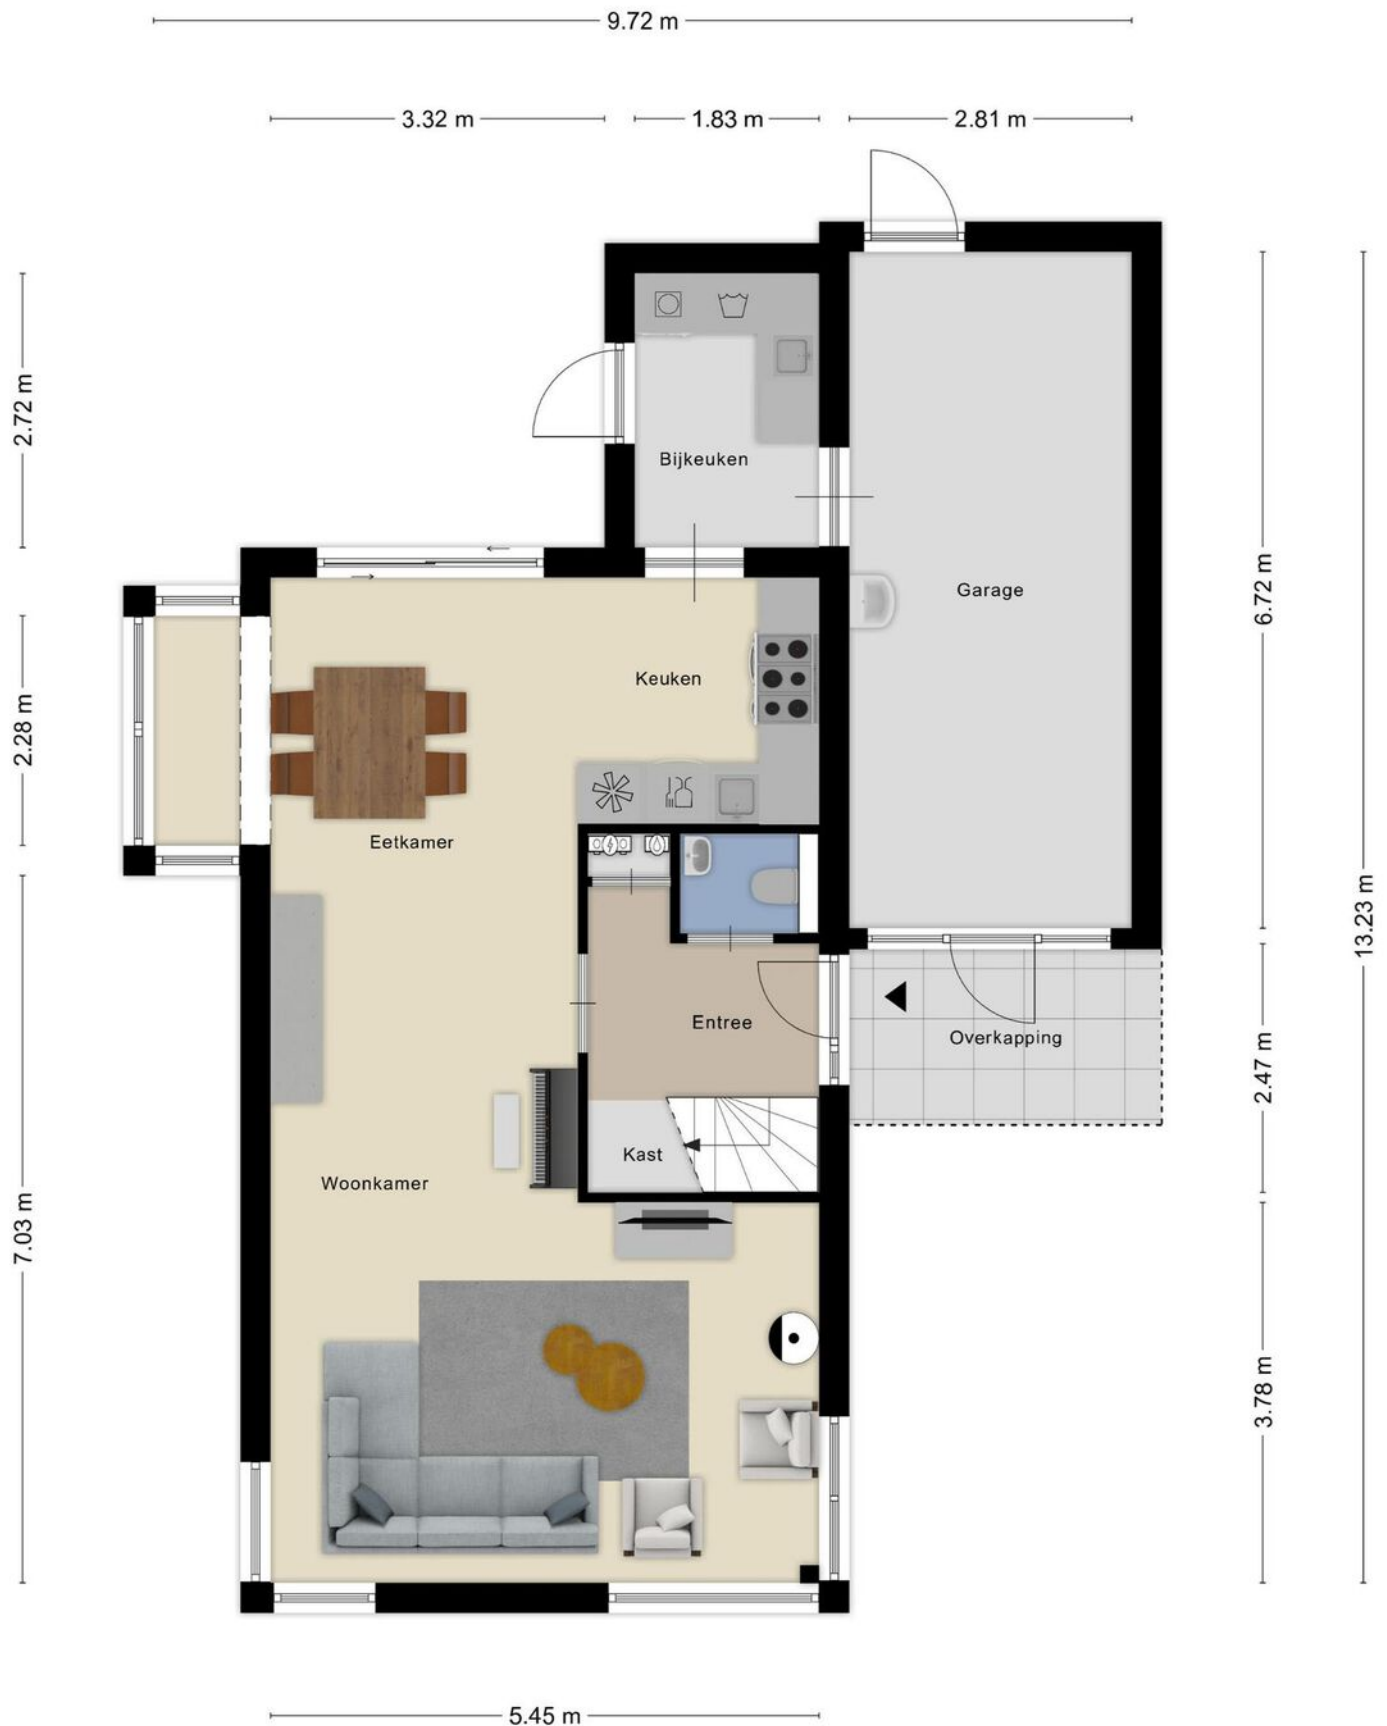 9.72 m
3.32 m
1.83 m
2.81 m
2.72 m
Bijkeuken
Garage
6.72 m
Keuken
2.28 m
Eetkamer
13.23 m
Entree
Overkapping
2.47 m
Kast
Woonkamer
7.03 m
3.78 m
5.45 m